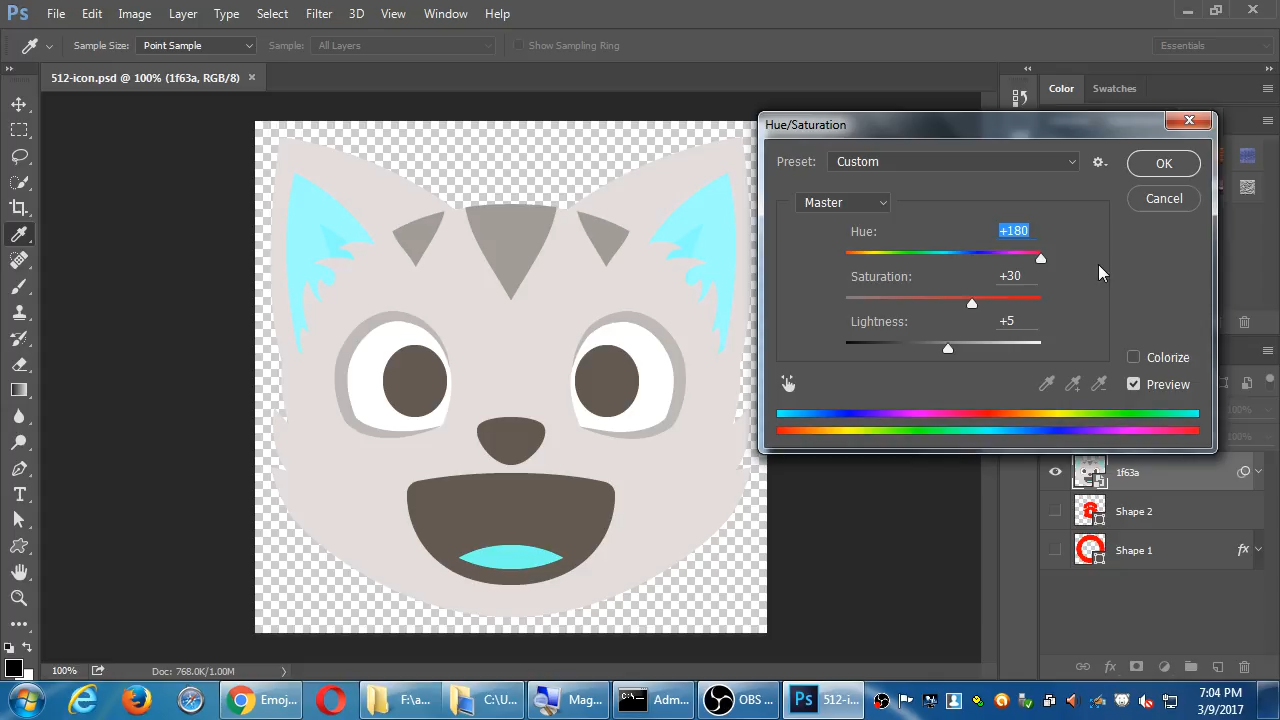 Ps File Edit Image Layer Type Select Filter 3D View Window Help
Sample Size: Point Sample Sample: All Layers Show Sampling Ring Essentials
512-icon.psd @ 100% (1f63a, RGB/8) ×
Color Swatches
Hue/Saturation
Preset: Custom OK
Master Cancel
Hue: +180
Saturation: +30
Lightness: +5
Colorize
Preview
1f63a
Shape 2
Shape 1 fx
100% Doc: 768.0K/1.00M
fx
Emoj... F:\a... C:\U... Mag... Adm... OBS ... Ps 512-i...
7:04 PM
3/9/2017